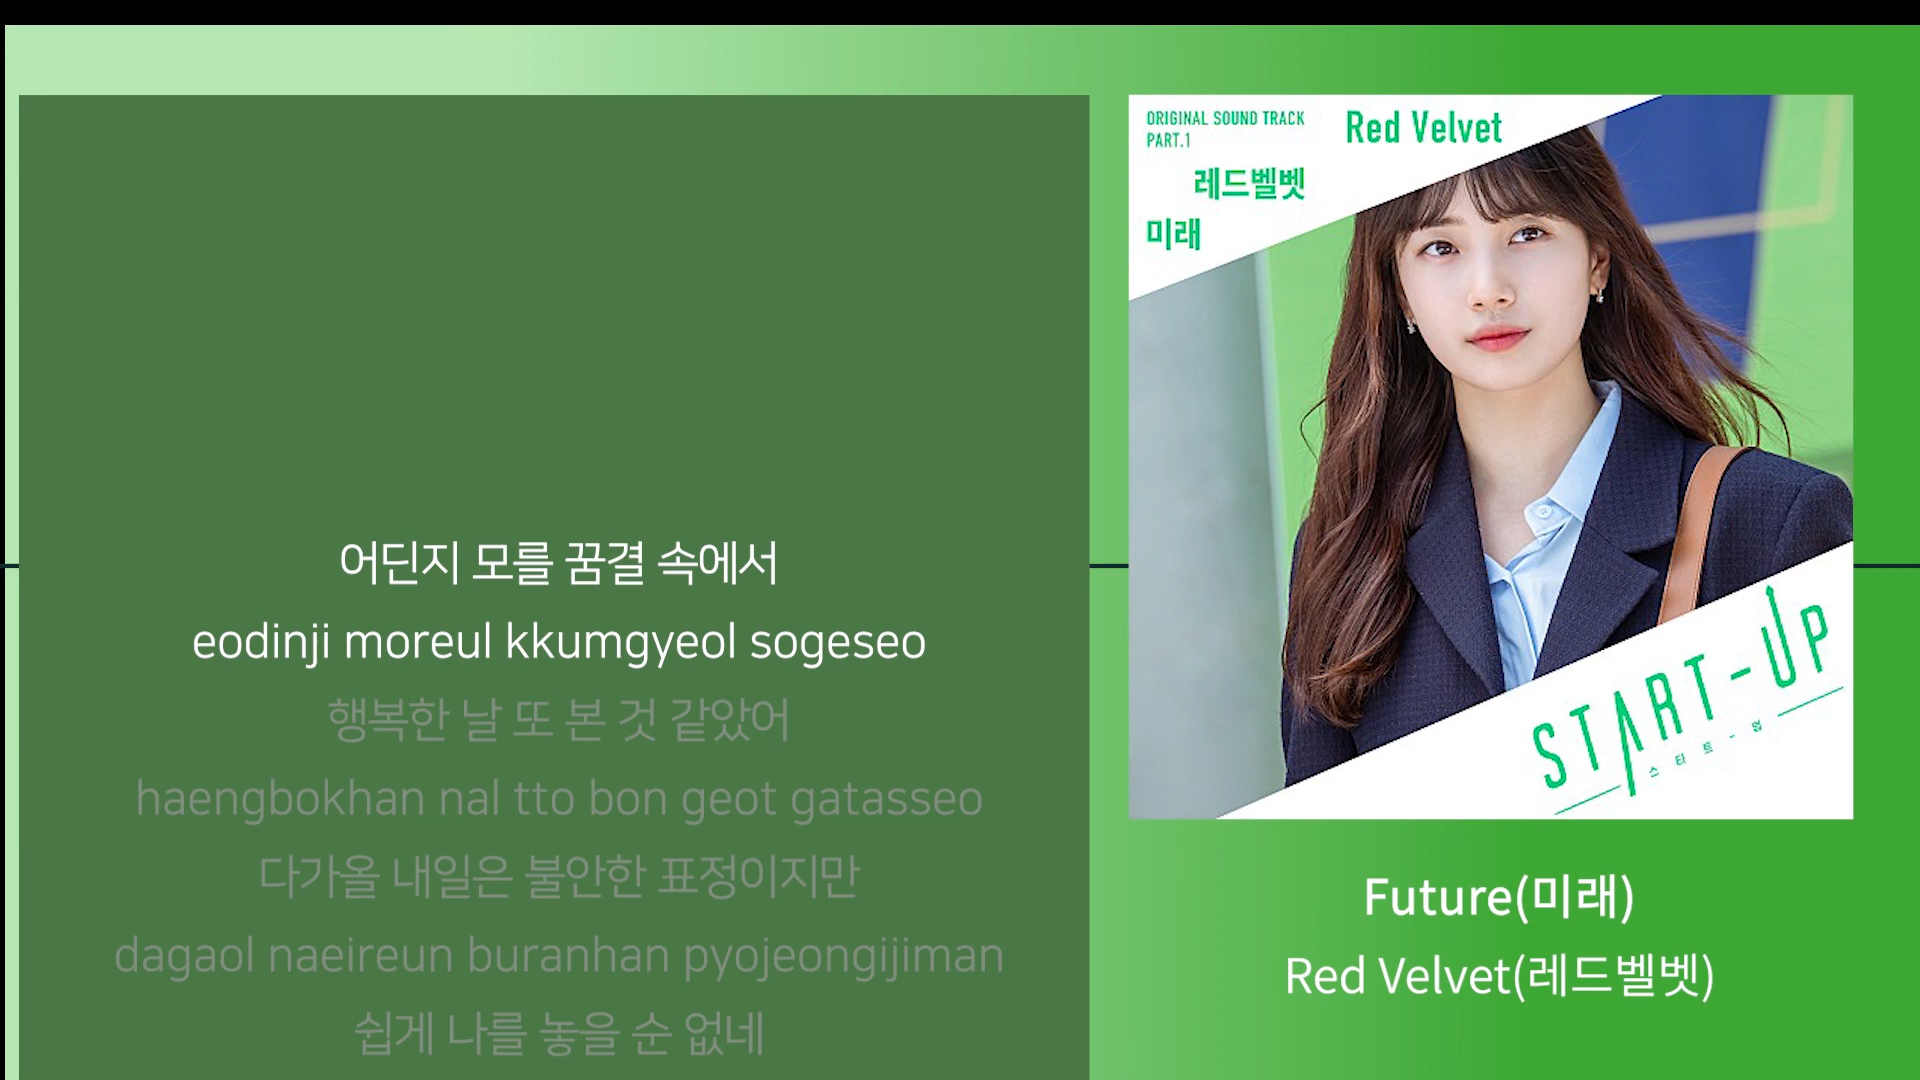 어딘지 모를 꿈결 속에서
eodinji moreul kkumgyeol sogeseo
행복한 날 또 본 것 같았어
haengbokhan nal tto bon geot gatasseo
다가올 내일은 불안한 표정이지만
dagaol naeireun buranhan pyojeongijiman
쉽게 나를 놓을 순 없네
ORIGINAL SOUND TRACK
PART.1
Red Velvet
레드벨벳
미래
START-UP
스타트-업
Future(미래)
Red Velvet(레드벨벳)